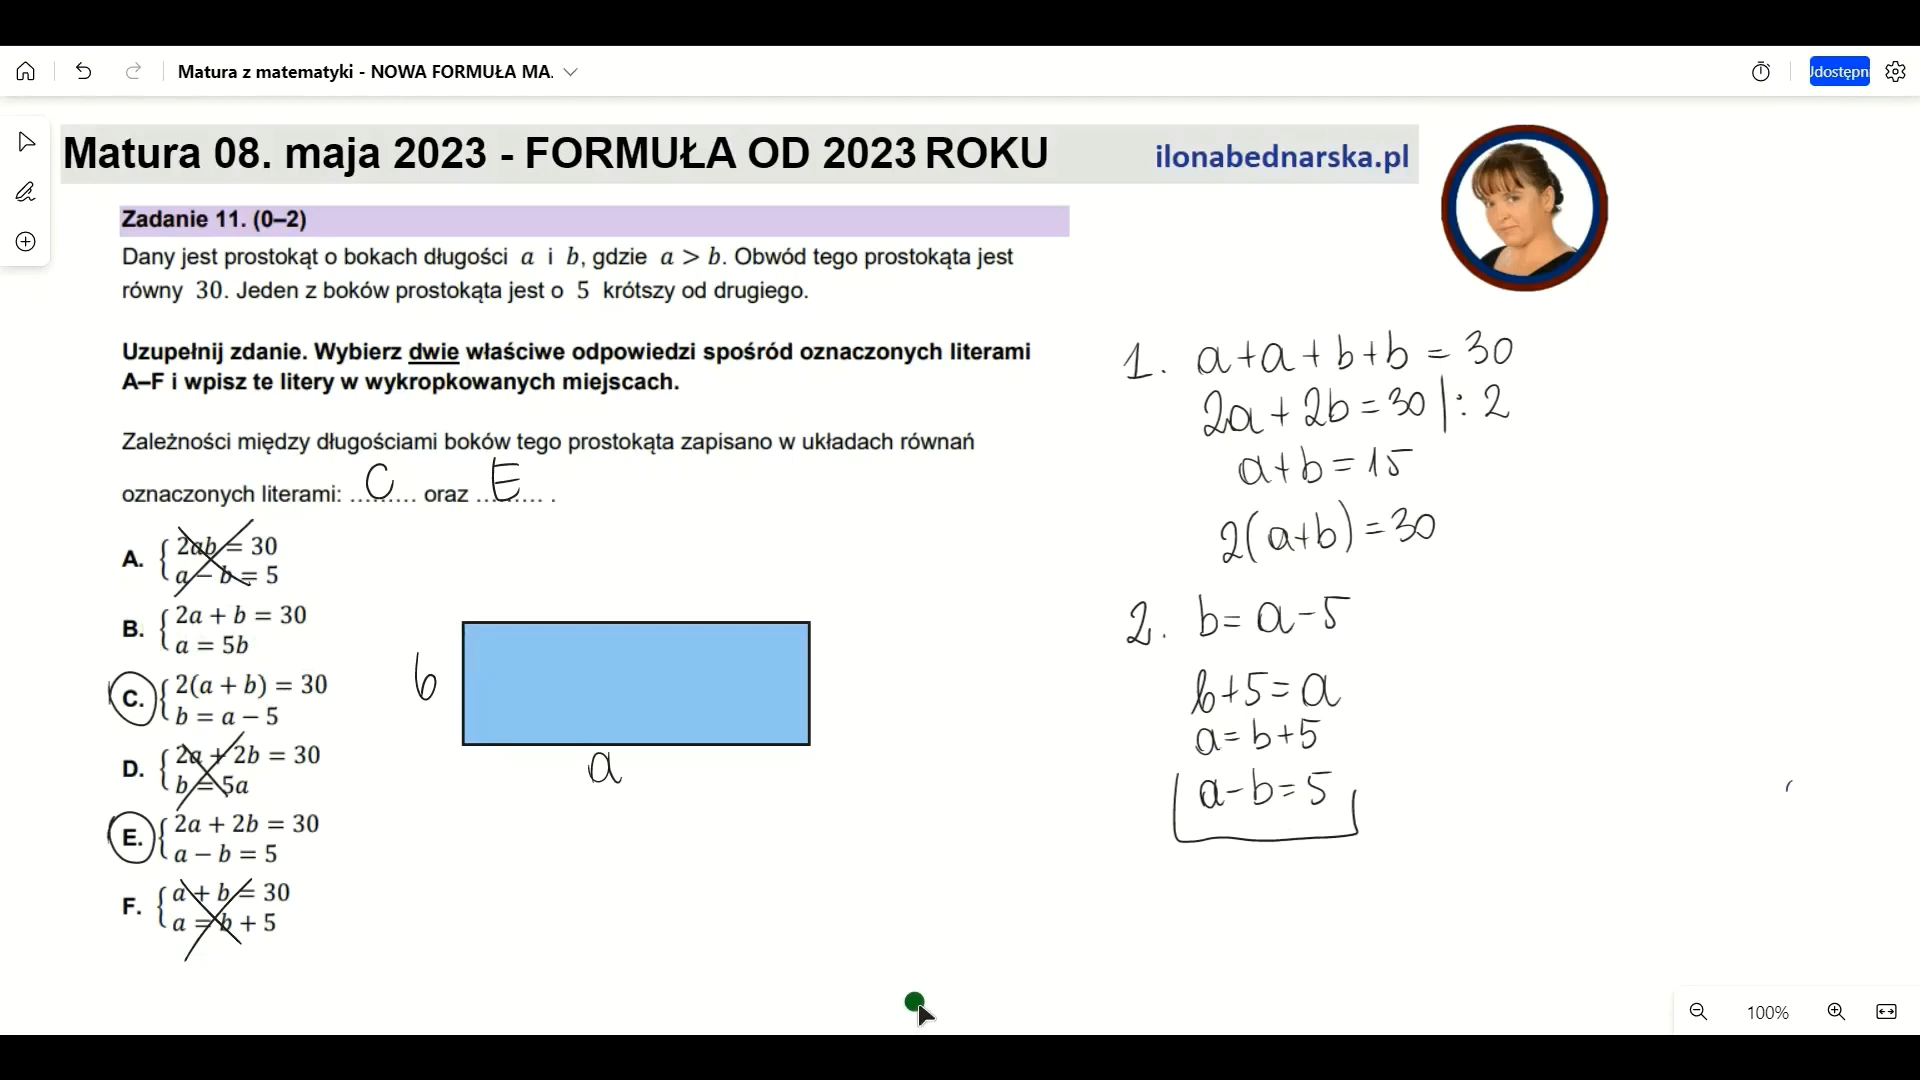 Matura z matematyki - NOWA FORMUŁA MA.
Udostępni
Matura 08. maja 2023 - FORMUŁA OD 2023 ROKU
ilonabednarska.pl
Zadanie 11. (0–2)
Dany jest prostokąt o bokach długości a i b, gdzie a > b. Obwód tego prostokąta jest
równy 30. Jeden z boków prostokąta jest o 5 krótszy od drugiego.
Uzupełnij zdanie. Wybierz dwie właściwe odpowiedzi spośród oznaczonych literami
A–F i wpisz te litery w wykropkowanych miejscach.
Zależności między długościami boków tego prostokąta zapisano w układach równań
oznaczonych literami: ....C.... oraz ....E.... .
A. { 2ab = 30
a − b = 5
B. { 2a + b = 30
a = 5b
C. { 2(a + b) = 30
b = a − 5
D. { 2a + 2b = 30
b = 5a
E. { 2a + 2b = 30
a − b = 5
F. { a + b = 30
a = b + 5
b
a
1. a+a+b+b = 30
2a+2b=30 |:2
a+b=15
2(a+b)=30
2. b=a-5
b+5=a
a=b+5
a-b=5
100%